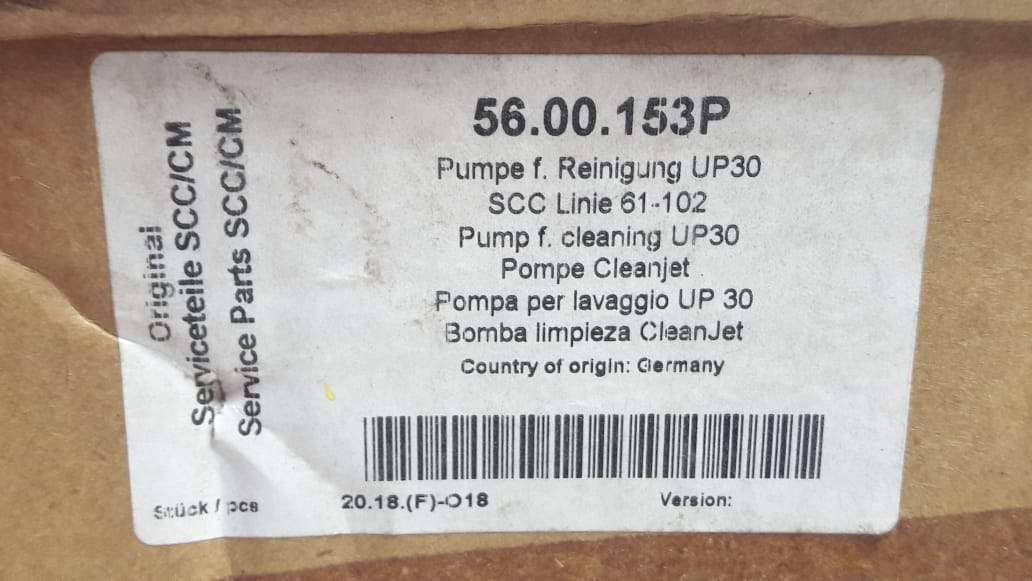 56.00.153P
Pumpe f. Reinigung UP30
SCC Linie 61-102
Pump f. cleaning UP30
Pompe Cleanjet
Pompa per lavaggio UP 30
Bomba limpieza CleanJet
Country of origin: Germany
20.18.(F)-O18
Version:
Original
Serviceteile SCC/CM
Service Parts SCC/CM
Stück / pcs